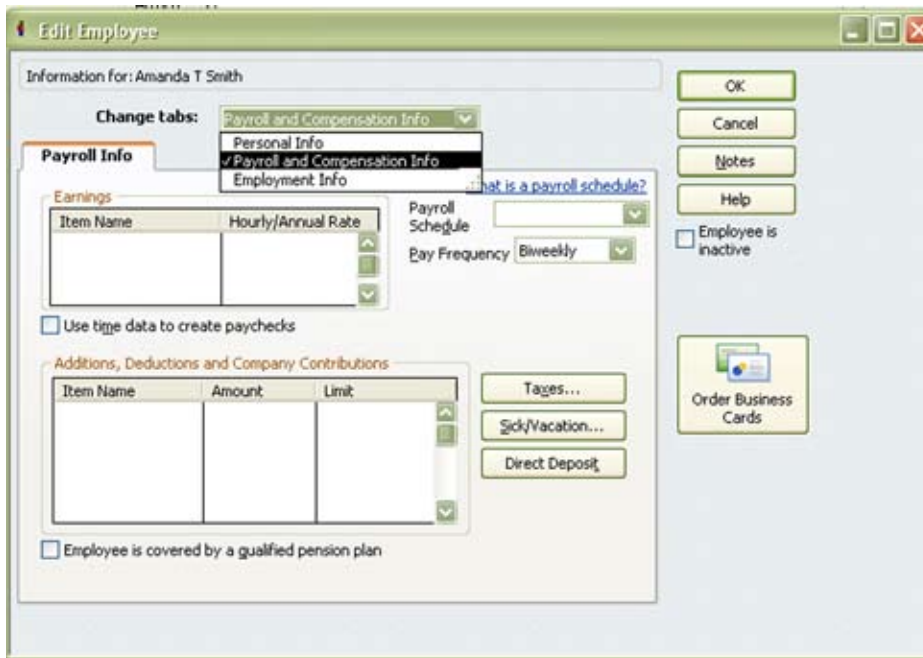 Edit Employee
Information for: Amanda T Smith
Change tabs:
Payroll and Compensation Info
Personal Info
Payroll and Compensation Info
Employment Info
Payroll Info
hat is a payroll schedule?
Earnings
Item Name Hourly/Annual Rate
Payroll
Schedule
Pay Frequency Biweekly
Use time data to create paychecks
Additions, Deductions and Company Contributions
Item Name Amount Limit
Taxes...
Sick/Vacation...
Direct Deposit
Employee is covered by a qualified pension plan
OK
Cancel
Notes
Help
Employee is
inactive
Order Business
Cards